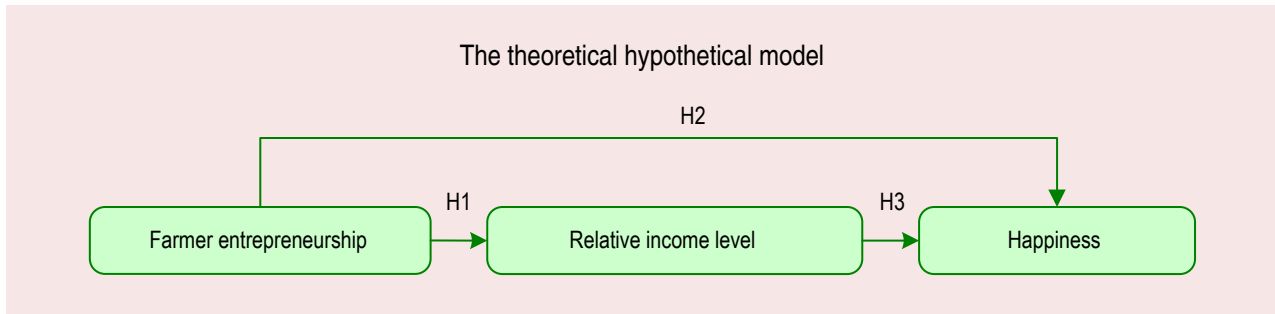 The theoretical hypothetical model
H2
H1
H3
Farmer entrepreneurship
Relative income level
Happiness